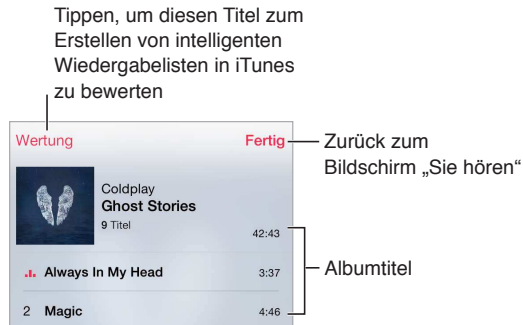 Tippen, um diesen Titel zum
Erstellen von intelligenten
Wiedergabelisten in iTunes
zu bewerten
Wertung
Fertig
Zurück zum
Bildschirm „Sie hören“
Coldplay
Ghost Stories
9 Titel
42:43
Albumtitel
Always In My Head 3:37
2 Magic 4:46